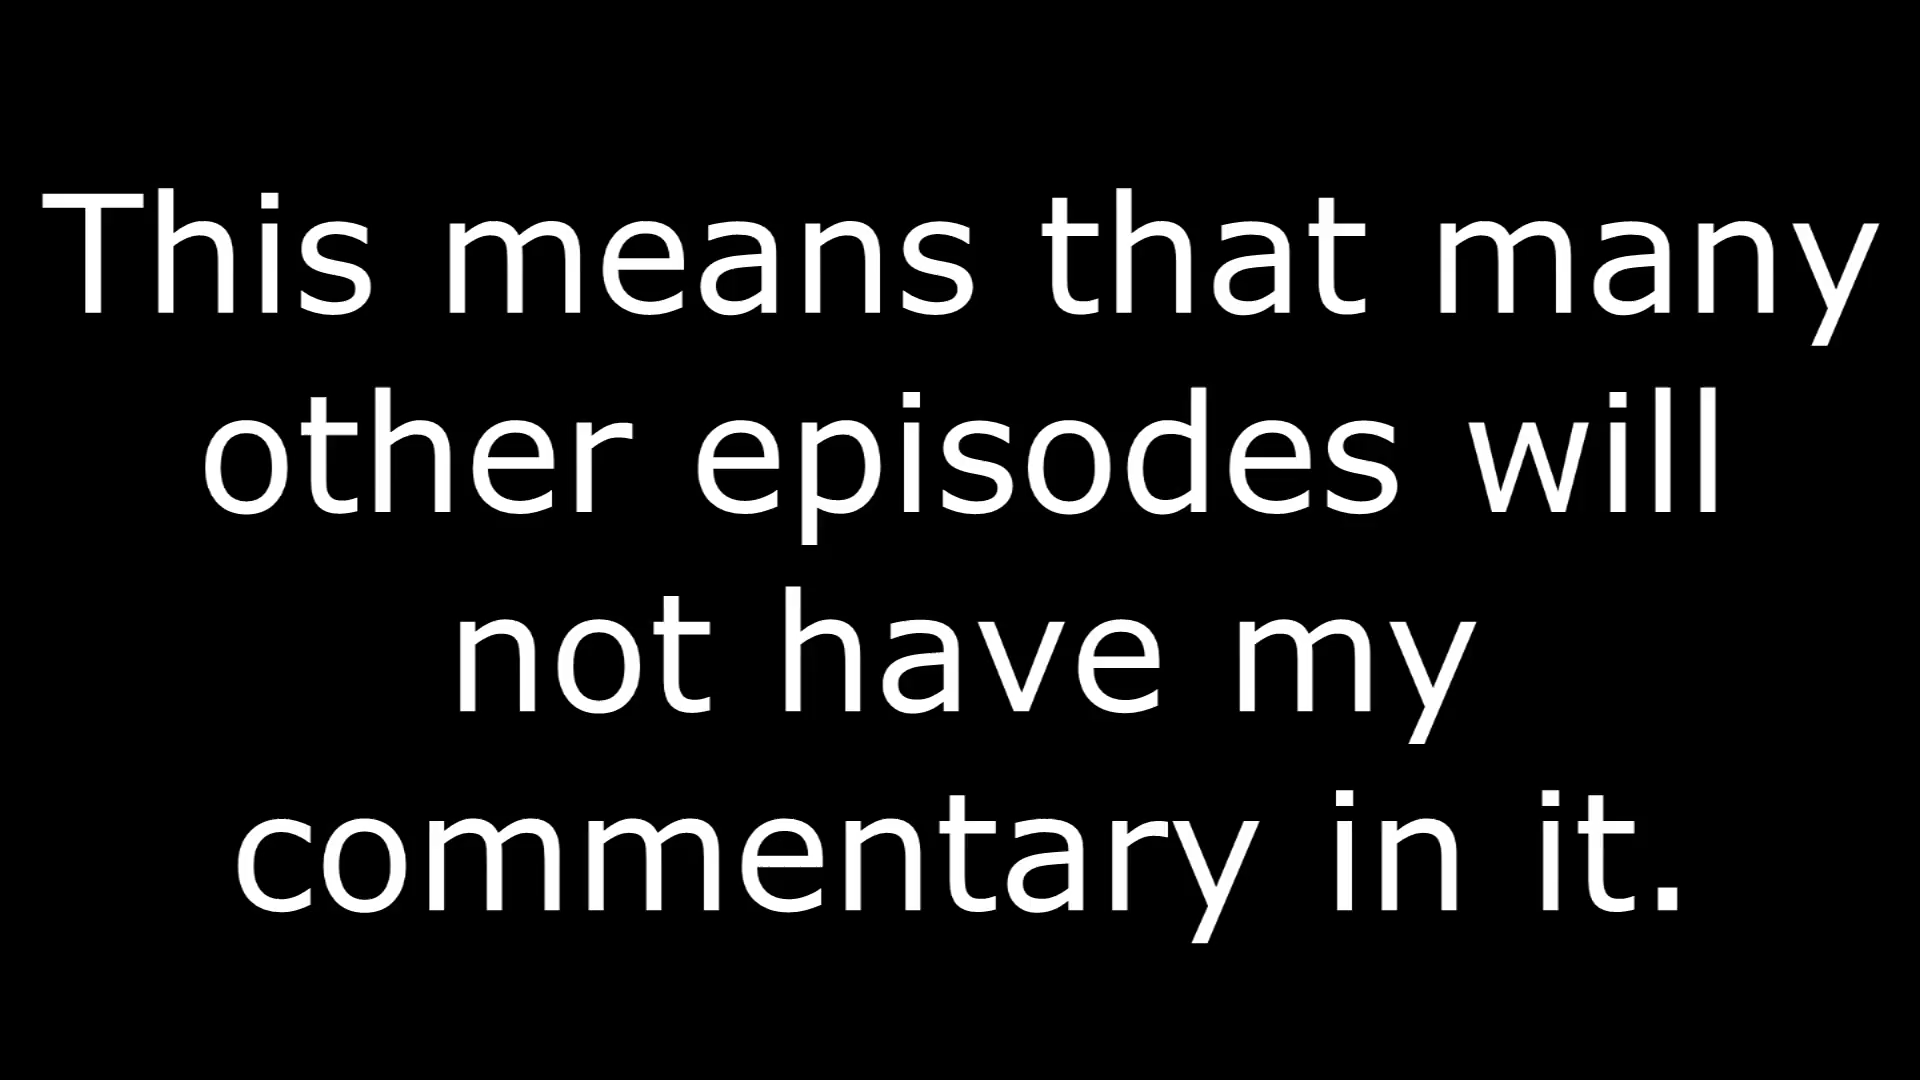 This means that many
other episodes will
not have my
commentary in it.